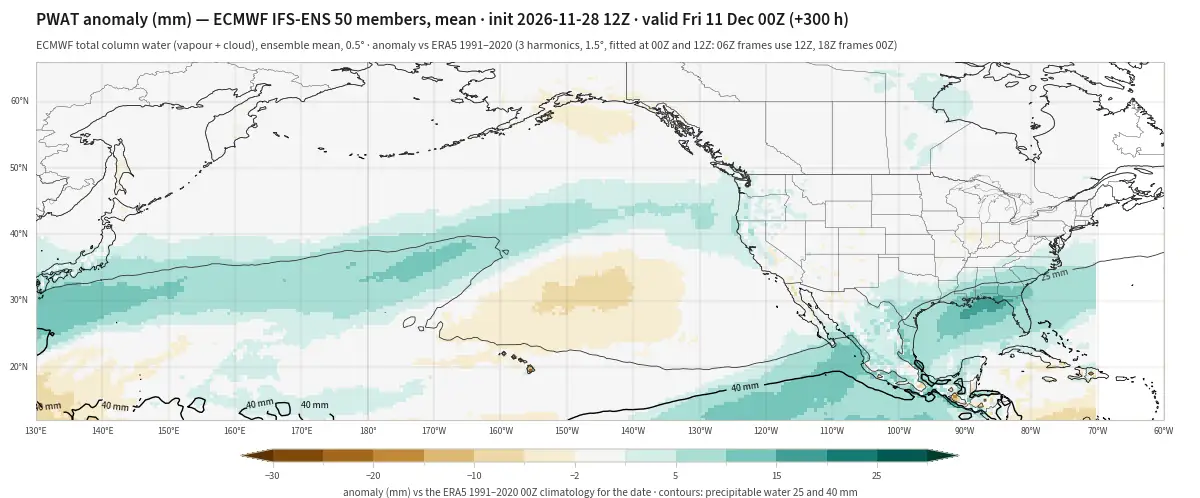 PWAT anomaly (mm) — ECMWF IFS-ENS 50 members, mean · init 2026-11-28 12Z · valid Fri 11 Dec 00Z (+300 h)
ECMWF total column water (vapour + cloud), ensemble mean, 0.5° · anomaly vs ERA5 1991–2020 (3 harmonics, 1.5°, fitted at 00Z and 12Z: 06Z frames use 12Z, 18Z frames 00Z)
60°N
50°N
40°N
25 mm
30°N
20°N
40 mm
40 mm
40 mm
40 mm
130°E 140°E 150°E 160°E 170°E 180° 170°W 160°W 150°W 140°W 130°W 120°W 110°W 100°W 90°W 80°W 70°W 60°W
−30 −20 −10 −2 5 15 25
anomaly (mm) vs the ERA5 1991–2020 00Z climatology for the date · contours: precipitable water 25 and 40 mm